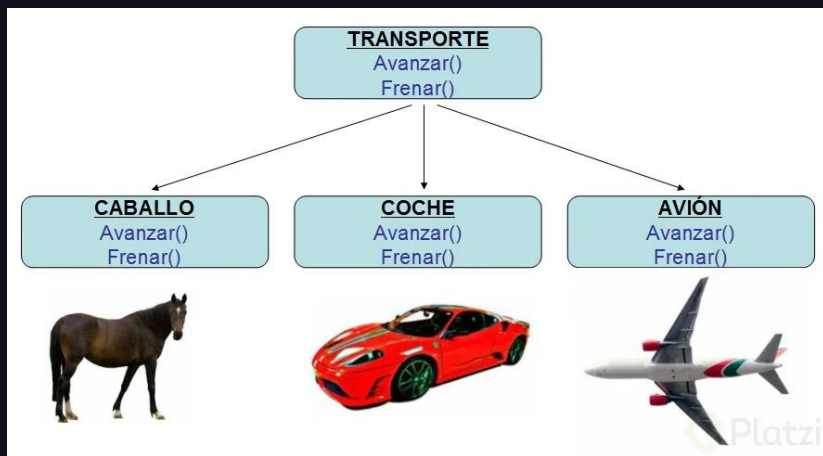 TRANSPORTE
Avanzar()
Frenar()
CABALLO
Avanzar()
Frenar()
COCHE
Avanzar()
Frenar()
AVIÓN
Avanzar()
Frenar()
Platzi